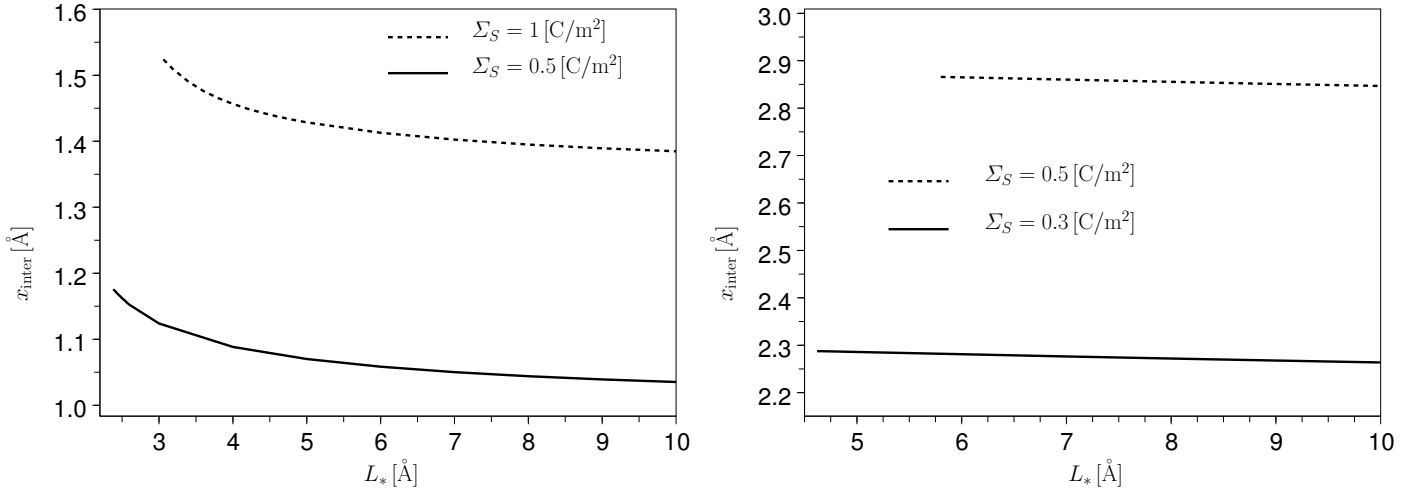 1.6
1.5
1.4
1.3
1.2
1.1
1.0
x_inter [Å]
Σ_S = 1 [C/m²]
Σ_S = 0.5 [C/m²]
3 4 5 6 7 8 9 10
L_* [Å]
3.0
2.9
2.8
2.7
2.6
2.5
2.4
2.3
2.2
x_inter [Å]
Σ_S = 0.5 [C/m²]
Σ_S = 0.3 [C/m²]
5 6 7 8 9 10
L_* [Å]